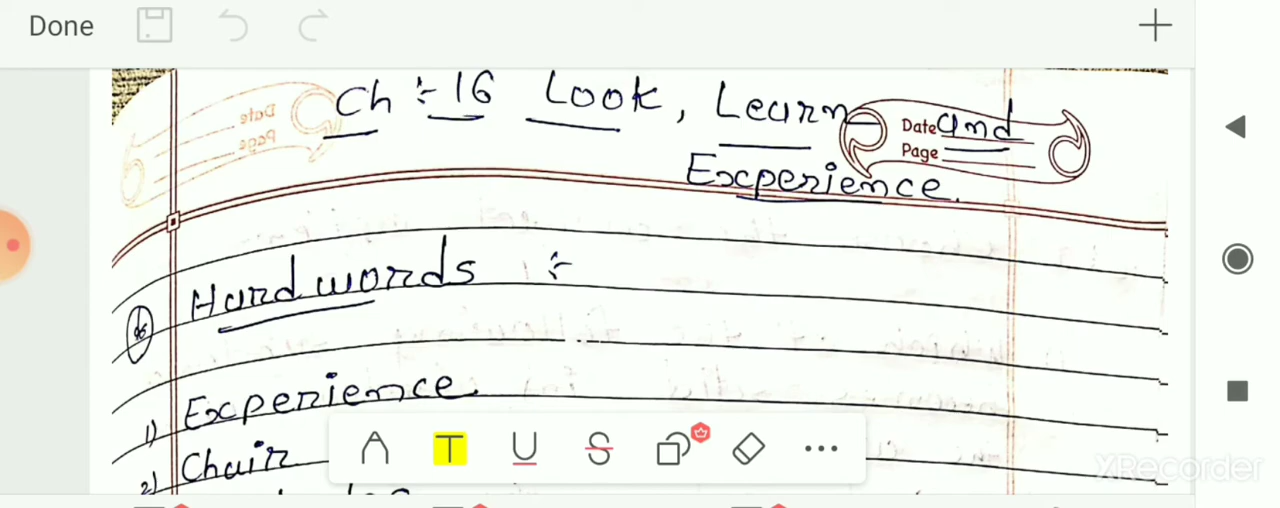 Done
Ch :- 16 Look, Learn and
Date
Page
Experience.
Hard words :-
1) Experience
2) Chair
XRecorder